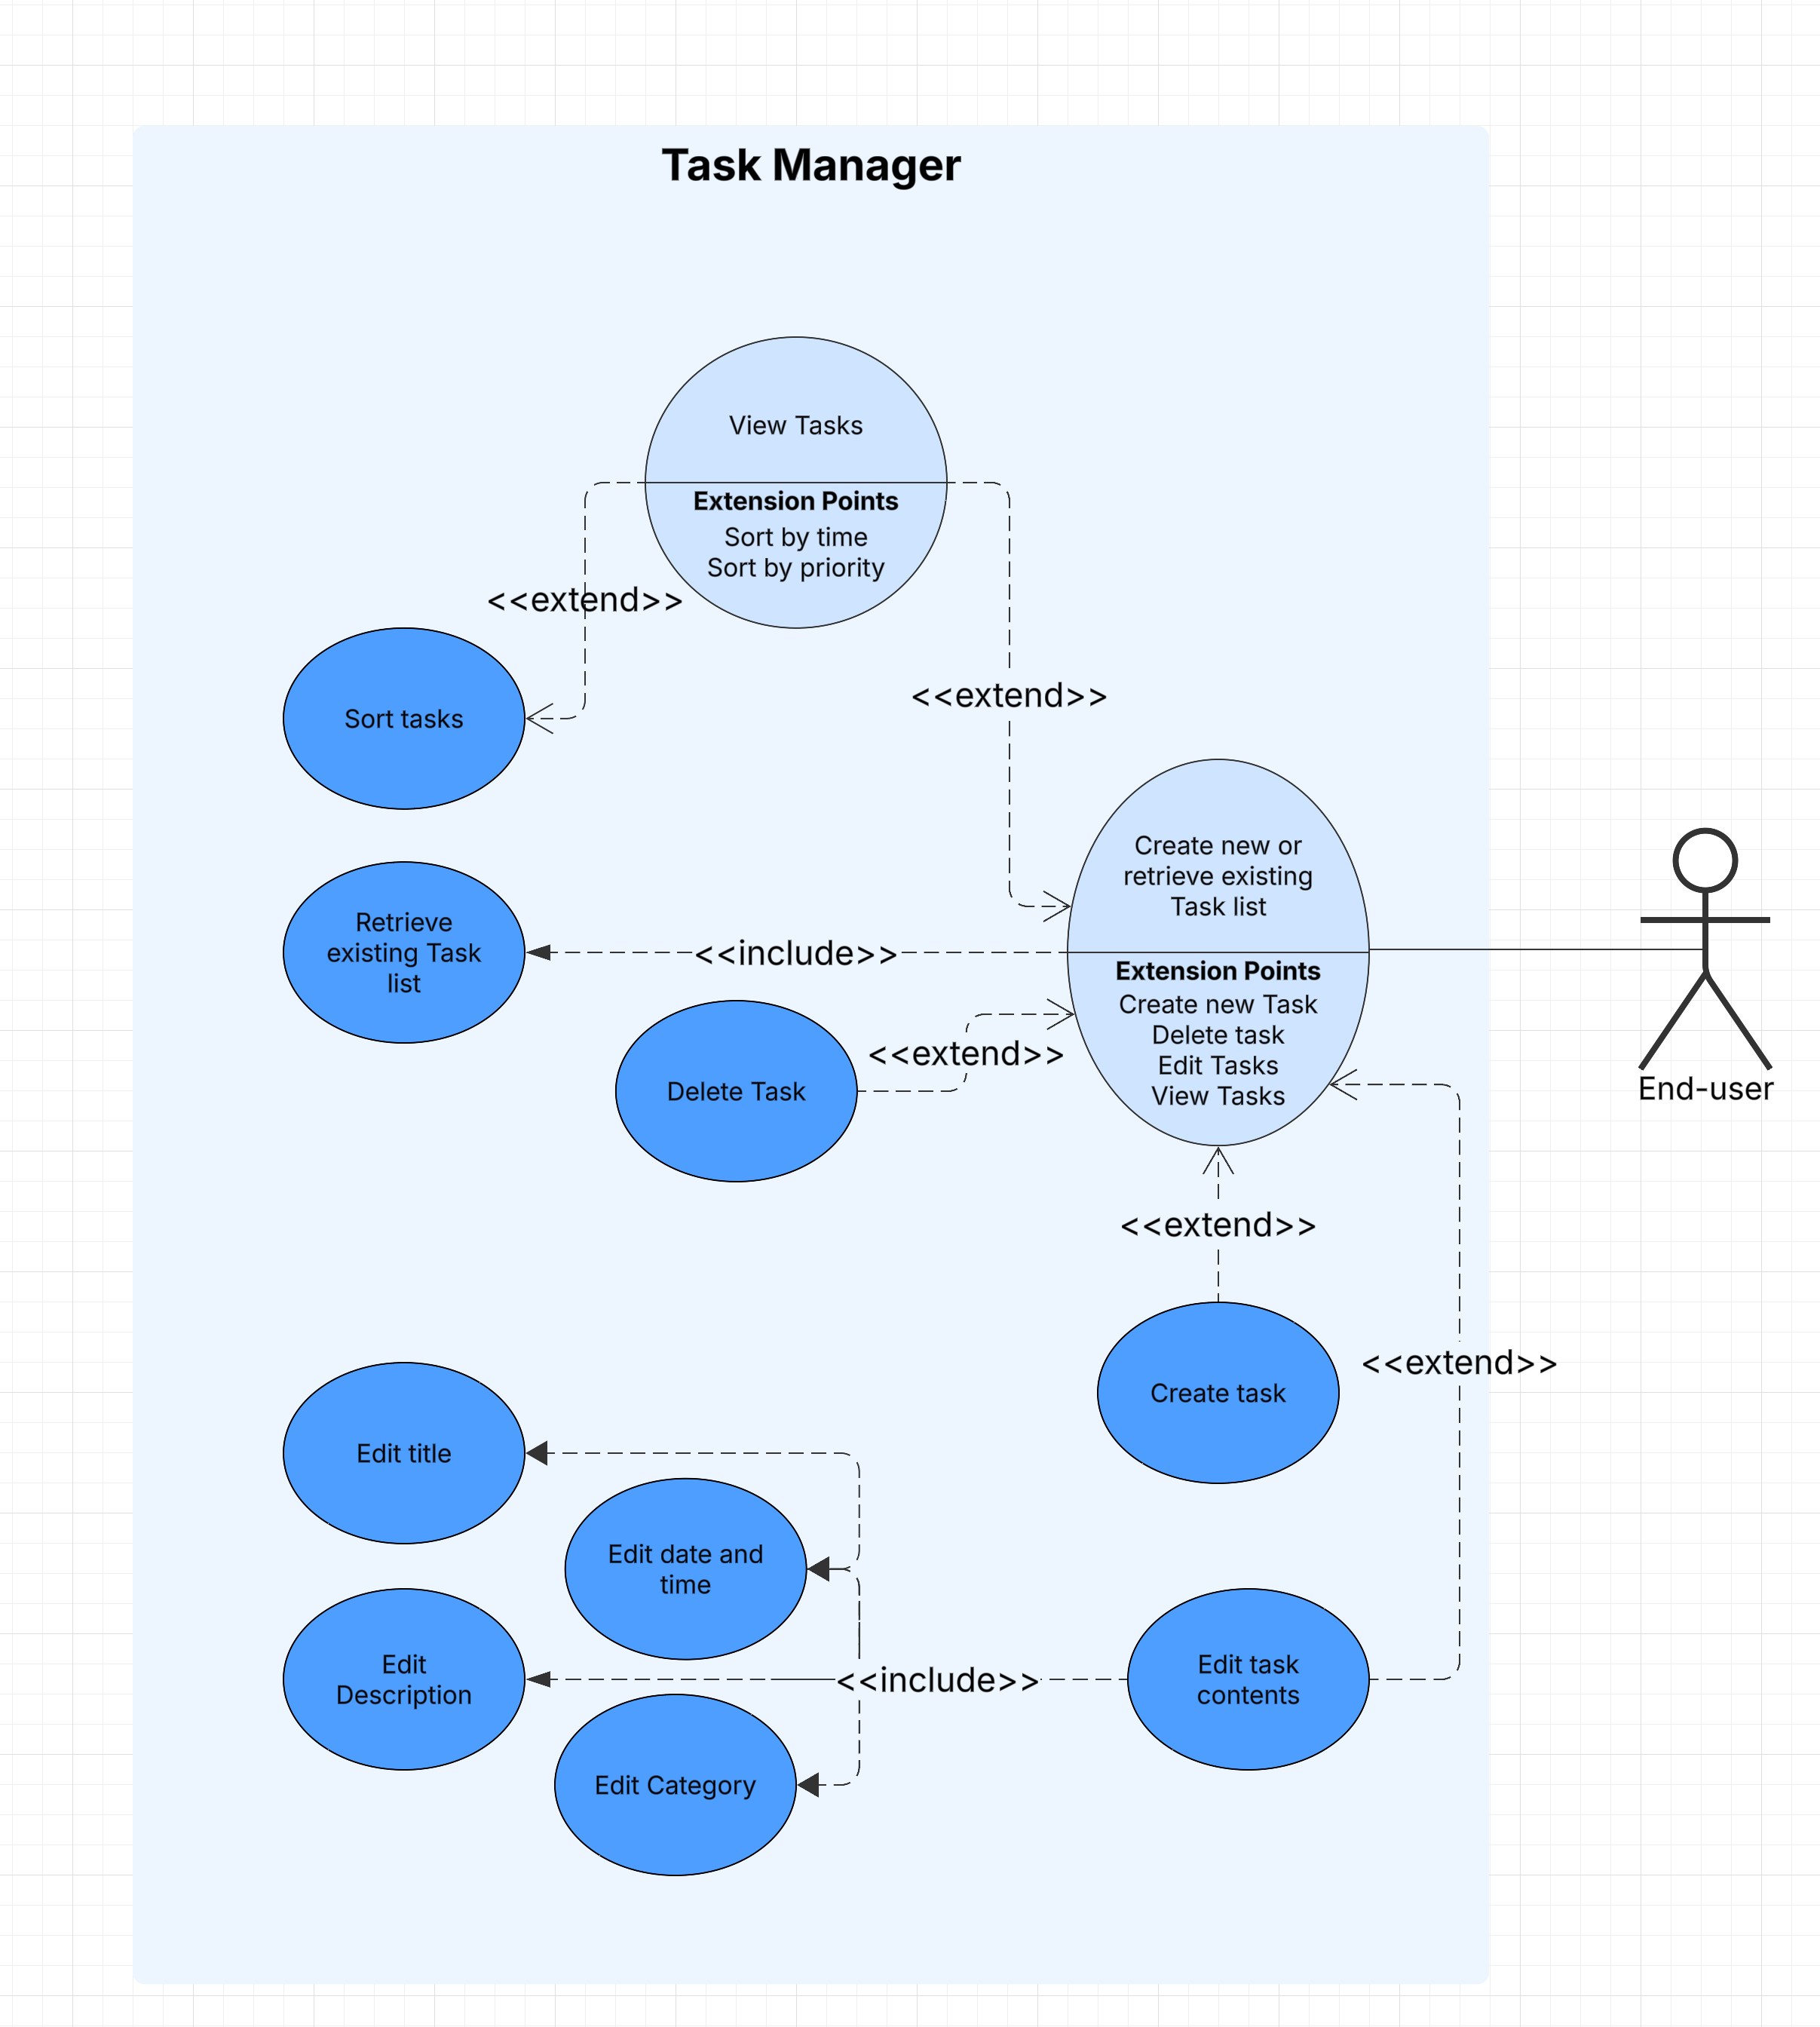 Task Manager
View Tasks
Extension Points
Sort by time
Sort by priority
<<extend>>
Sort tasks
<<extend>>
Create new or
retrieve existing
Task list
Extension Points
Create new Task
Delete task
Edit Tasks
View Tasks
Retrieve
existing Task
list
<<include>>
<<extend>>
Delete Task
End-user
<<extend>>
Create task
<<extend>>
Edit title
Edit date and
time
Edit
Description
<<include>>
Edit task
contents
Edit Category